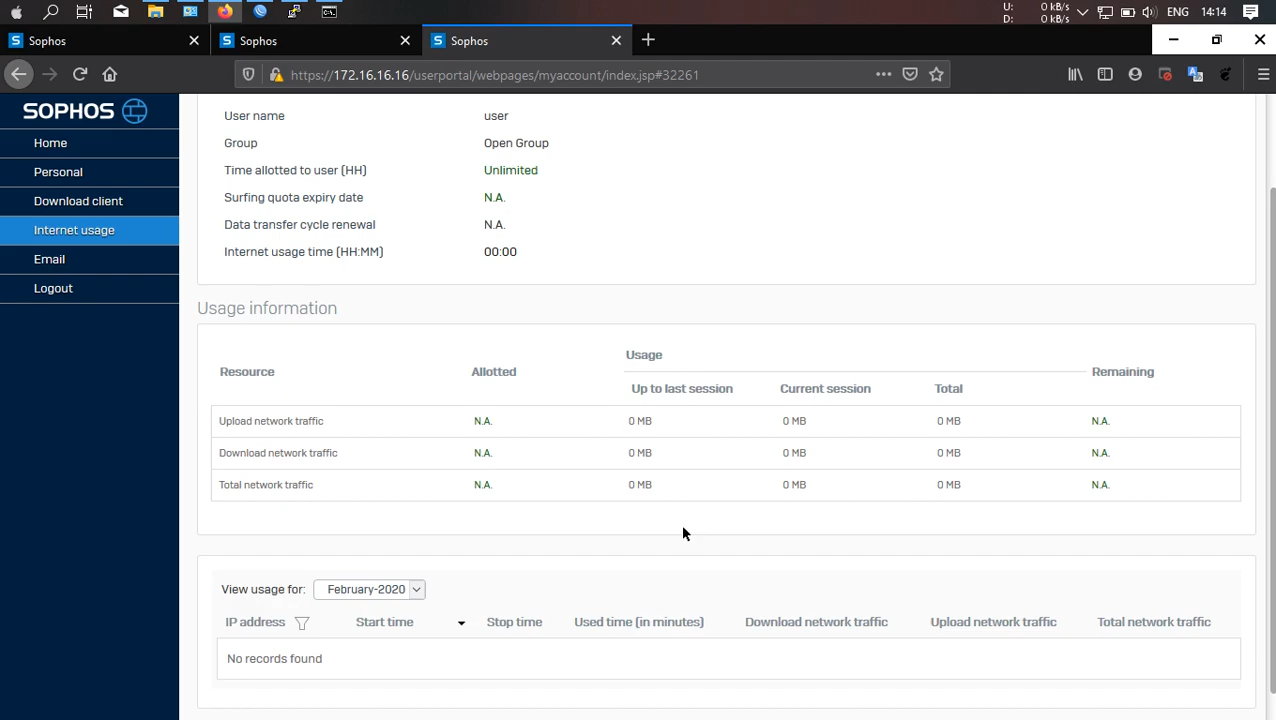 U: 0 kB/s
D: 0 kB/s
ENG 14:14
Sophos
Sophos
Sophos
https://172.16.16.16/userportal/webpages/myaccount/index.jsp#32261
SOPHOS
Home
Personal
Download client
Internet usage
Email
Logout
User name user
Group Open Group
Time allotted to user (HH) Unlimited
Surfing quota expiry date N.A.
Data transfer cycle renewal N.A.
Internet usage time (HH:MM) 00:00
Usage information
Usage
Resource Allotted Remaining
Up to last session Current session Total
Upload network traffic N.A. 0 MB 0 MB 0 MB N.A.
Download network traffic N.A. 0 MB 0 MB 0 MB N.A.
Total network traffic N.A. 0 MB 0 MB 0 MB N.A.
View usage for: February-2020
IP address Start time Stop time Used time (in minutes) Download network traffic Upload network traffic Total network traffic
No records found